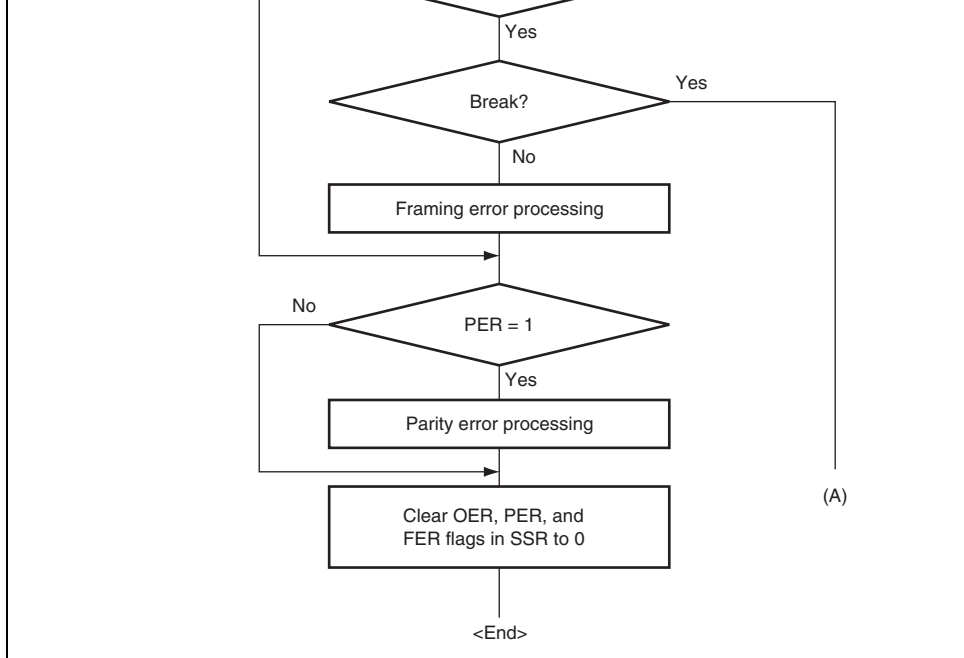 Yes
Break?
Yes
No
Framing error processing
No
PER = 1
Yes
Parity error processing
Clear OER, PER, and
FER flags in SSR to 0
(A)
<End>